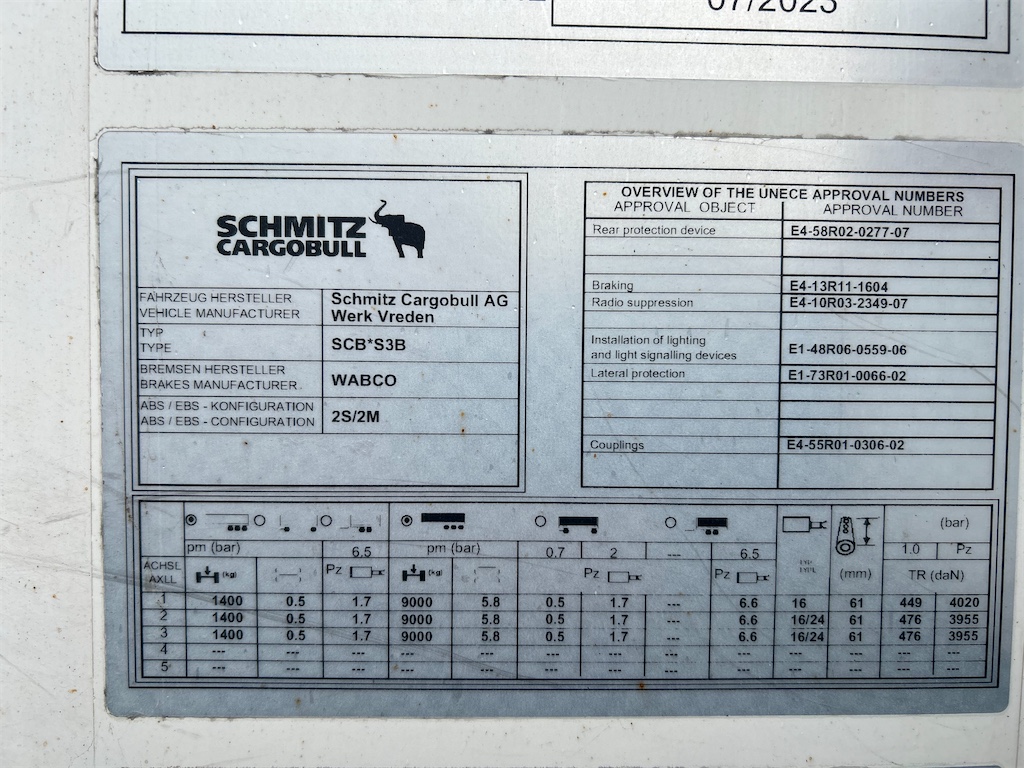 07/2023
SCHMITZ
CARGOBULL
FAHRZEUG HERSTELLER
VEHICLE MANUFACTURER
Schmitz Cargobull AG
Werk Vreden
TYP
TYPE
SCB*S3B
BREMSEN HERSTELLER
BRAKES MANUFACTURER
WABCO
ABS / EBS - KONFIGURATION
ABS / EBS - CONFIGURATION
2S/2M
OVERVIEW OF THE UNECE APPROVAL NUMBERS
APPROVAL OBJECT APPROVAL NUMBER
Rear protection device E4-58R02-0277-07
Braking E4-13R11-1604
Radio suppression E4-10R03-2349-07
Installation of lighting
and light signalling devices E1-48R06-0559-06
Lateral protection E1-73R01-0066-02
Couplings E4-55R01-0306-02
(bar)
pm (bar) 6.5 pm (bar) 0.7 2 --- 6.5 1.0 Pz
ACHSE
AXLE
(kg) Pz (kg) Pz Pz TYP
TYPE (mm) TR (daN)
1 1400 0.5 1.7 9000 5.8 0.5 1.7 --- 6.6 16 61 449 4020
2 1400 0.5 1.7 9000 5.8 0.5 1.7 --- 6.6 16/24 61 476 3955
3 1400 0.5 1.7 9000 5.8 0.5 1.7 --- 6.6 16/24 61 476 3955
4 --- --- --- --- --- --- --- --- --- --- --- --- ---
5 --- --- --- --- --- --- --- --- --- --- --- --- ---